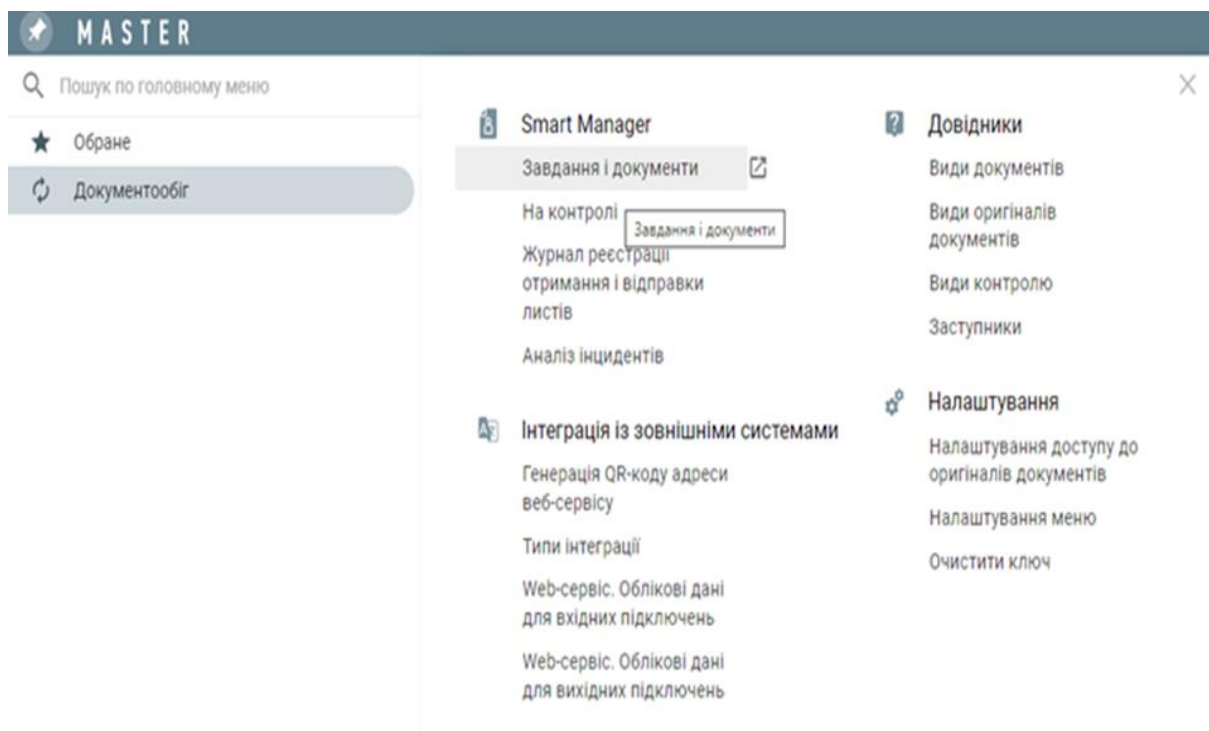 MASTER
Пошук по головному меню
Обране
Документообіг
Smart Manager
Завдання і документи
На контролі
Завдання і документи
Журнал реєстрації
отримання і відправки
листів
Аналіз інцидентів
Інтеграція із зовнішніми системами
Генерація QR-коду адреси
веб-сервісу
Типи інтеграції
Web-сервіс. Облікові дані
для вхідних підключень
Web-сервіс. Облікові дані
для вихідних підключень
Довідники
Види документів
Види оригіналів
документів
Види контролю
Заступники
Налаштування
Налаштування доступу до
оригіналів документів
Налаштування меню
Очистити ключ